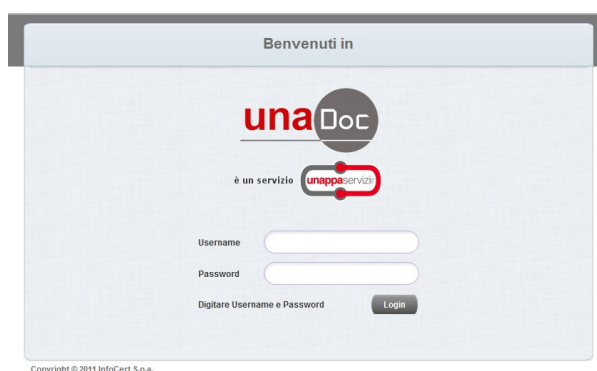 Benvenuti in
una Doc
è un servizio unappaservizi
Username
Password
Digitare Username e Password Login
Copyright © 2011 InfoCert S.p.a.